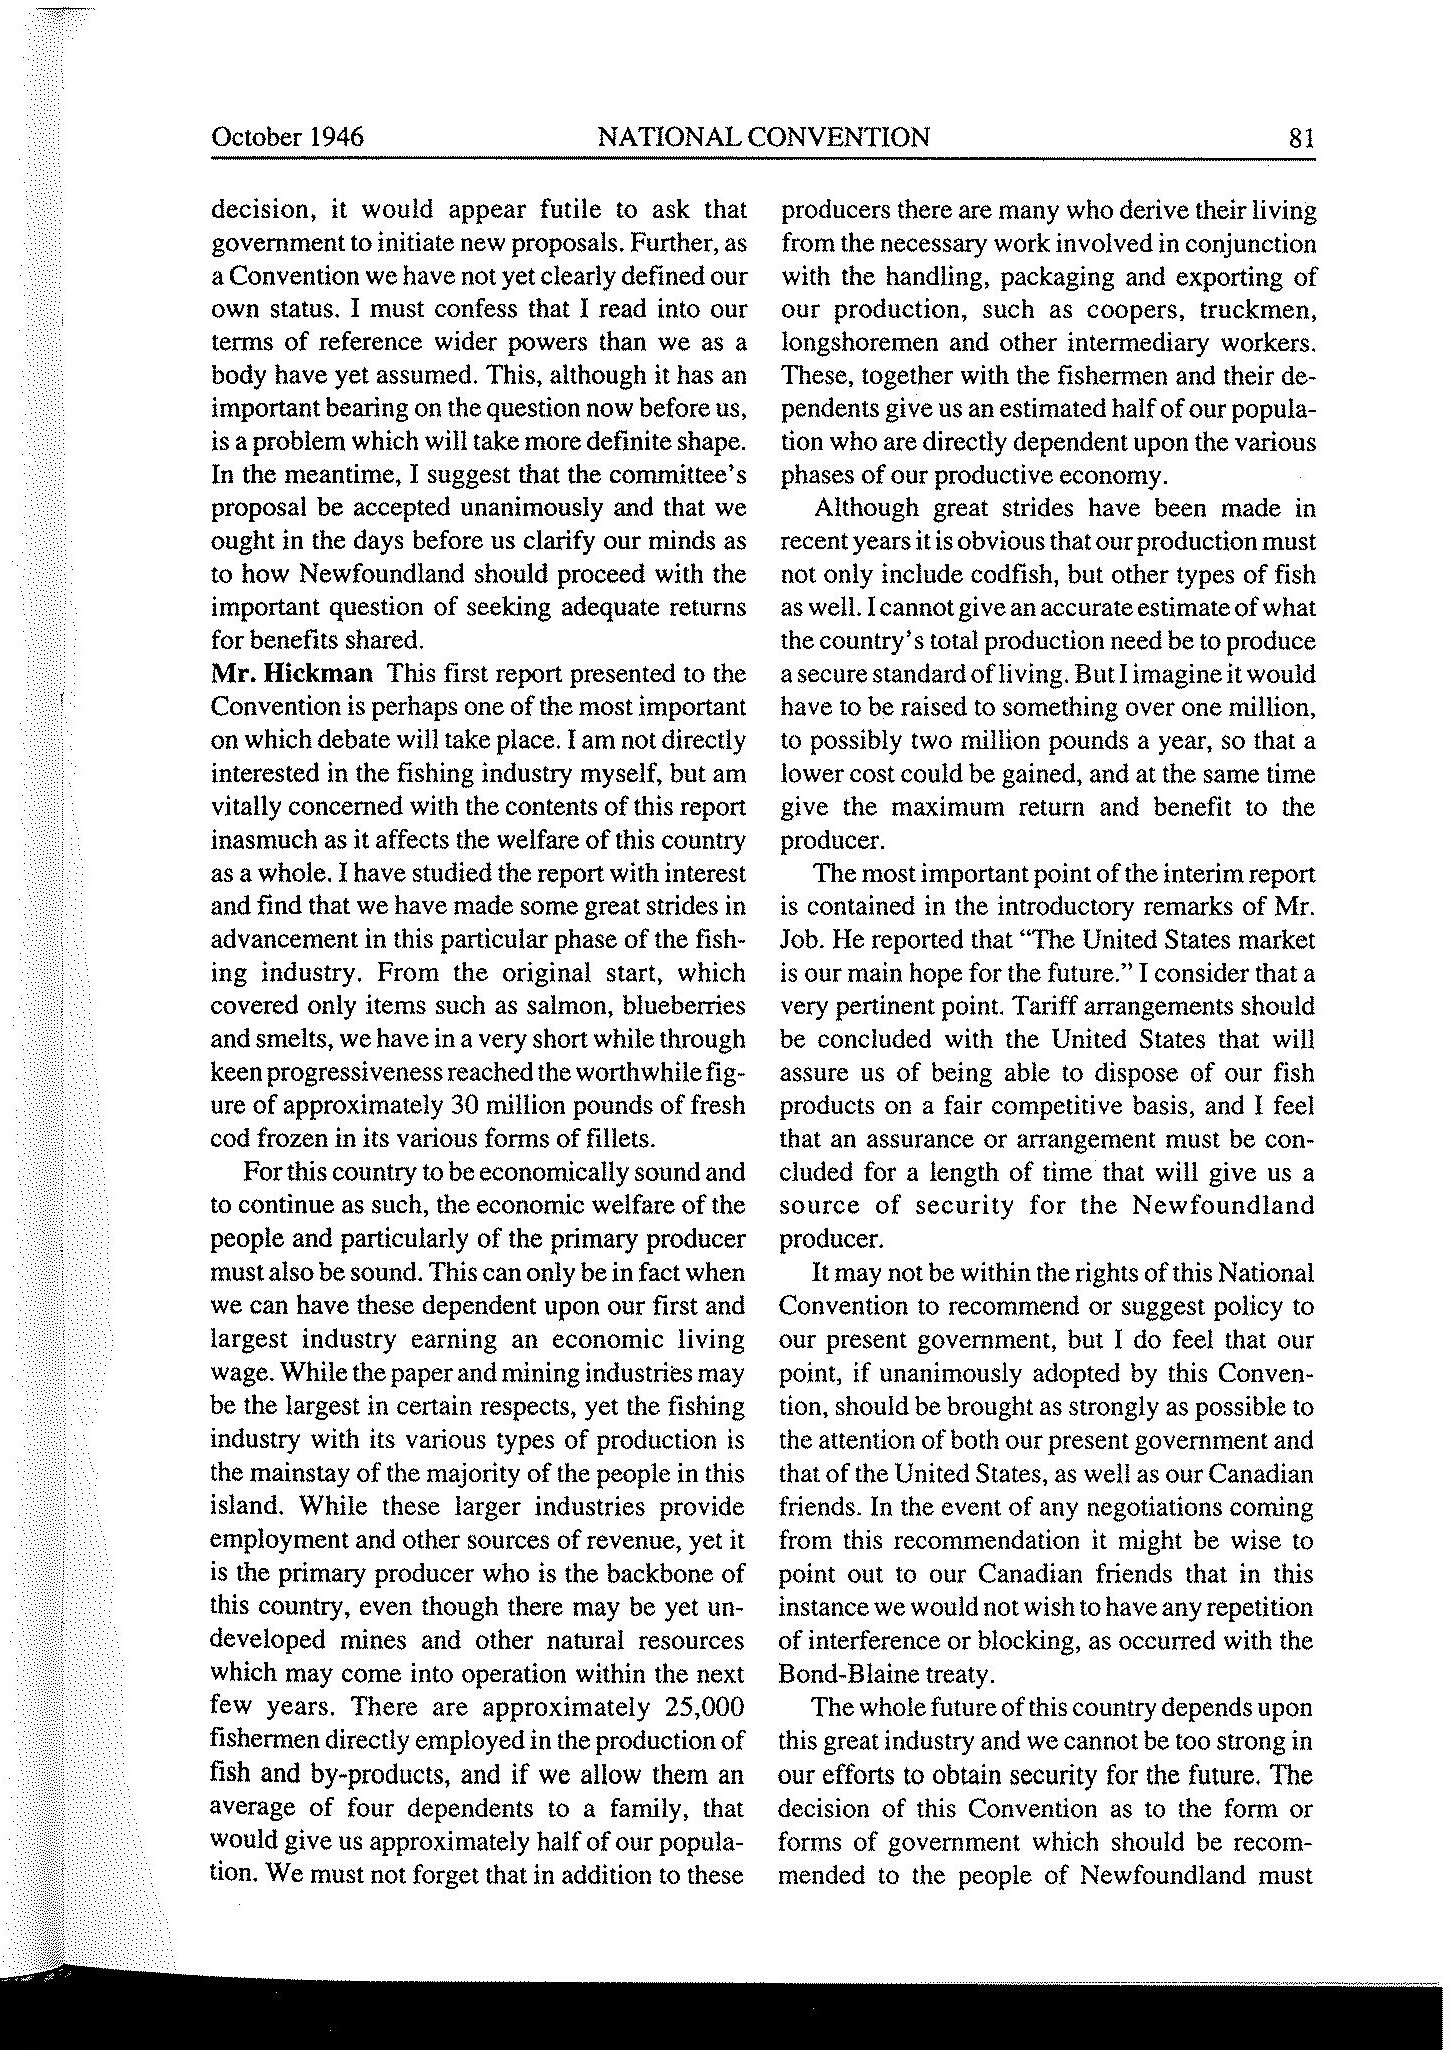 October 1946
NATIONAL CONVENTION
81
decision, it would appear futile to ask that
government to initiate new proposals. Further, as
a Convention we have not yet clearly defined our
own status. I must confess that I read into our
terms of reference wider powers than we as a
body have yet assumed. This, although it has an
important bearing on the question now before us,
is a problem which will take more definite shape.
In the meantime, I suggest that the committee's
proposal be accepted unanimously and that we
ought in the days before us clarify our minds as
to how Newfoundland should proceed with the
important question of seeking adequate returns
for benefits shared.
Mr. Hickman This first report presented to the
Convention is perhaps one of the most important
on which debate will take place. I am not directly
interested in the fishing industry myself, but am
vitally concerned with the contents of this report
inasmuch as it affects the welfare of this country
as a whole. I have studied the report with interest
and find that we have made some great strides in
advancement in this particular phase of the fish-
ing industry. From the original start, which
covered only items such as salmon, blueberries
and smelts, we have in a very short while through
keen progressiveness reached the worthwhile fig-
ure of approximately 30 million pounds of fresh
cod frozen in its various forms of fillets.
For this country to be economically sound and
to continue as such, the economic welfare of the
people and particularly of the primary producer
must also be sound. This can only be in fact when
we can have these dependent upon our first and
largest industry earning an economic living
wage. While the paper and mining industries may
be the largest in certain respects, yet the fishing
industry with its various types of production is
the mainstay of the majority of the people in this
island. While these larger industries provide
employment and other sources of revenue, yet it
is the primary producer who is the backbone of
this country, even though there may be yet un-
developed mines and other natural resources
which may come into operation within the next
few years. There are approximately 25,000
fishermen directly employed in the production of
fish and by-products, and if we allow them an
average of four dependents to a family, that
would give us approximately half of our popula-
tion. We must not forget that in addition to these
producers there are many who derive their living
from the necessary work involved in conjunction
with the handling, packaging and exporting of
our production, such as coopers, truckmen,
longshoremen and other intermediary workers.
These, together with the fishermen and their de-
pendents give us an estimated half of our popula-
tion who are directly dependent upon the various
phases of our productive economy.
Although great strides have been made in
recent years it is obvious that our production must
not only include codfish, but other types of fish
as well. I cannot give an accurate estimate of what
the country's total production need be to produce
a secure standard of living. But I imagine it would
have to be raised to something over one million,
to possibly two million pounds a year, so that a
lower cost could be gained, and at the same time
give the maximum return and benefit to the
producer.
The most important point of the interim report
is contained in the introductory remarks of Mr.
Job. He reported that "The United States market
is our main hope for the future." I consider that a
very pertinent point. Tariff arrangements should
be concluded with the United States that will
assure us of being able to dispose of our fish
products on a fair competitive basis, and I feel
that an assurance or arrangement must be con-
cluded for a length of time that will give us a
source of security for the Newfoundland
producer.
It may not be within the rights of this National
Convention to recommend or suggest policy to
our present government, but I do feel that our
point, if unanimously adopted by this Conven-
tion, should be brought as strongly as possible to
the attention of both our present government and
that of the United States, as well as our Canadian
friends. In the event of any negotiations coming
from this recommendation it might be wise to
point out to our Canadian friends that in this
instance we would not wish to have any repetition
of interference or blocking, as occurred with the
Bond-Blaine treaty.
The whole future of this country depends upon
this great industry and we cannot be too strong in
our efforts to obtain security for the future. The
decision of this Convention as to the form or
forms of government which should be recom-
mended to the people of Newfoundland must